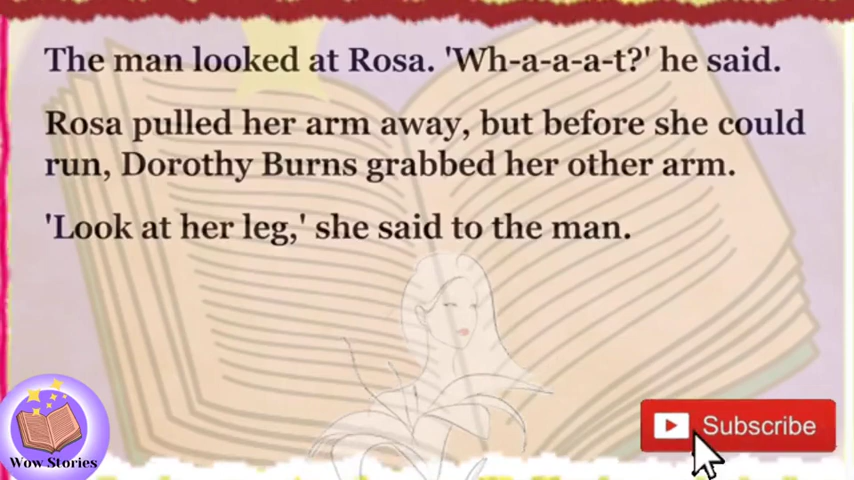 The man looked at Rosa. 'Wh-a-a-a-t?' he said.
Rosa pulled her arm away, but before she could
run, Dorothy Burns grabbed her other arm.
'Look at her leg,' she said to the man.
Subscribe
Wow Stories